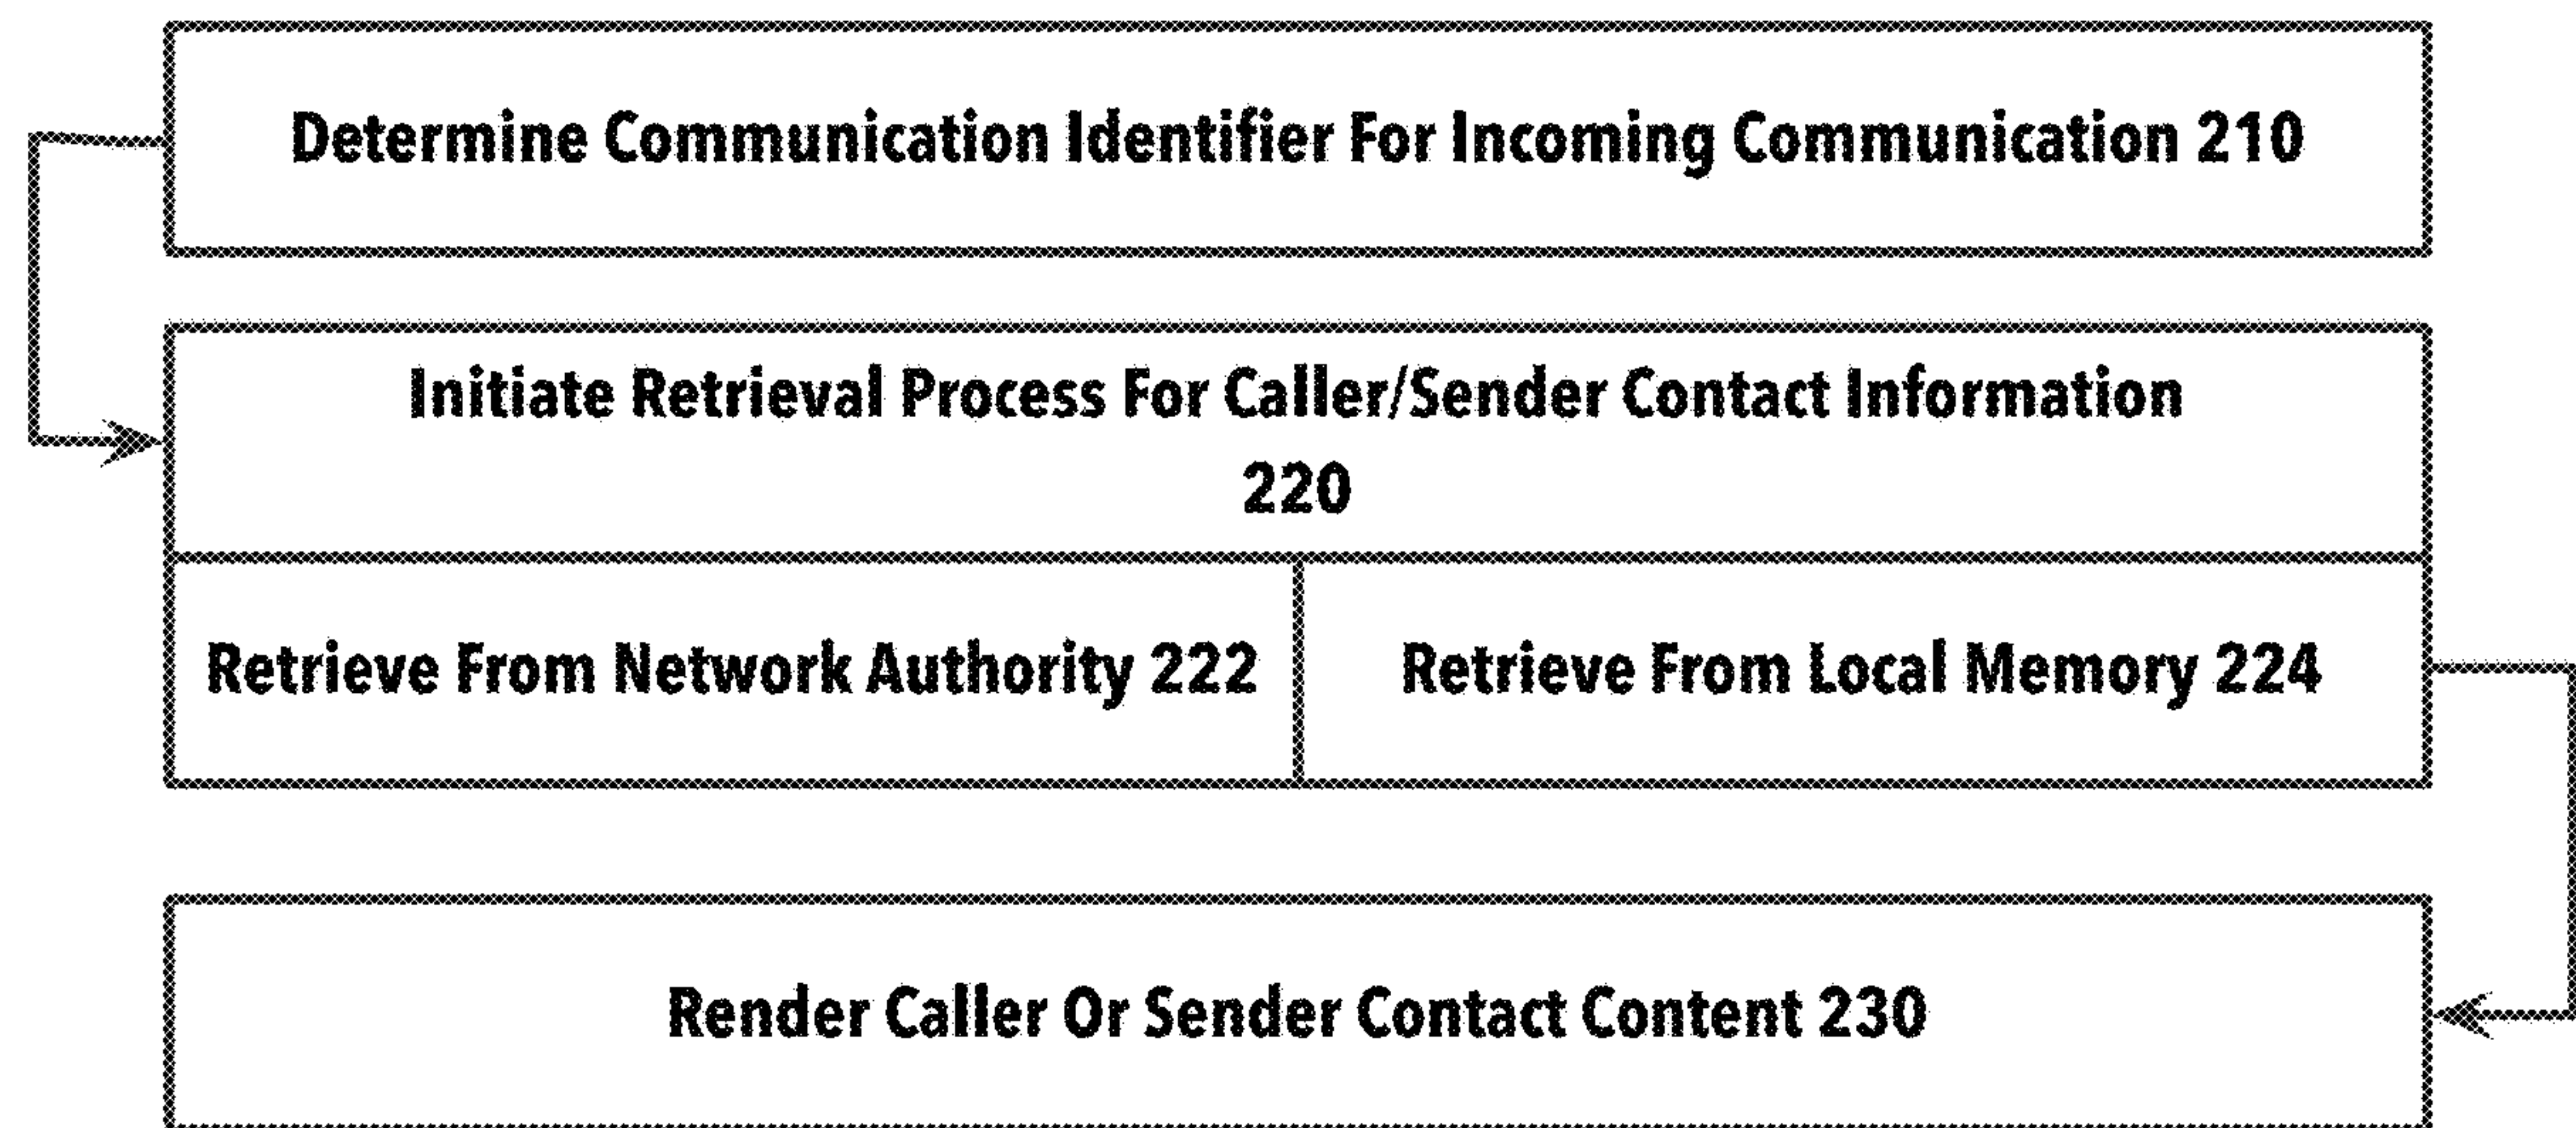 Determine Communication Identifier For Incoming Communication 210
Initiate Retrieval Process For Caller/Sender Contact Information
220
Retrieve From Network Authority 222
Retrieve From Local Memory 224
Render Caller Or Sender Contact Content 230